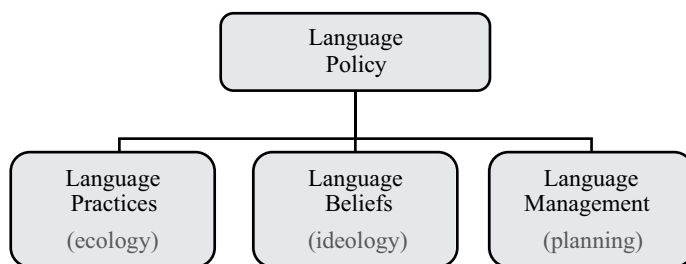 Language
Policy
Language
Practices
(ecology)
Language
Beliefs
(ideology)
Language
Management
(planning)